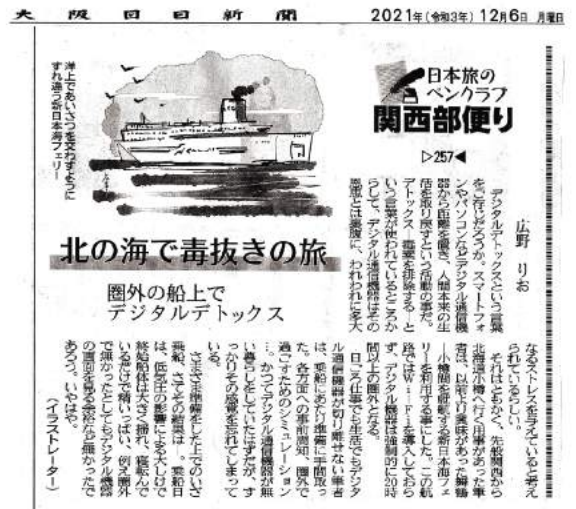 大阪日日新聞
2021年(令和3年)12月6日 月曜日
日本旅の
ペンクラブ
関西部便り
▷257◀
広野 りお
洋上であいさつを交わすように
すれ違う新日本海フェリー
北の海で毒抜きの旅
圏外の船上で
デジタルデトックス
デジタルデトックスという言葉
をご存じだろうか。スマートフォ
ンやパソコンなどデジタル通信機
器から距離を置き、人間本来の生
活を取り戻すという活動の事だ。
デトックス=毒素を排除する=と
いう言葉が使われているところか
らして、デジタル通信機器はその
恩恵とは裏腹に、われわれに多大
なるストレスを与えていると考え
られているらしい。
それはともかく、先般関西から
北海道小樽へ行く用事があった筆
者は、以前より興味があった舞鶴
―小樽間を就航する新日本海フェ
リーを利用する事にした。この航
路ではWi-Fiを導入しておら
ず、デジタル機器は強制的に20時
間以上の圏外となる。
日ごろ仕事でも生活でもデジタ
ル通信機器が切り離せない筆者
は、乗船にあたり準備に手間取っ
た。各方面への事前周知、圏外で
過ごすためのシミュレーション
…。かつてデジタル通信機器が無
い暮らしをしていたはずだが、す
っかりその感覚を忘れてしまって
いる。
さまざま準備をした上でのいざ
乗船。さてその結果は―。乗船日
は、低気圧の影響による大しけで
終始船体は大きく揺れ、寝転んで
いるだけで精いっぱい。例え圏外
で無かったとしてもデジタル機器
の画面を見る余裕など無かったで
あろう。いやはや。
(イラストレーター)